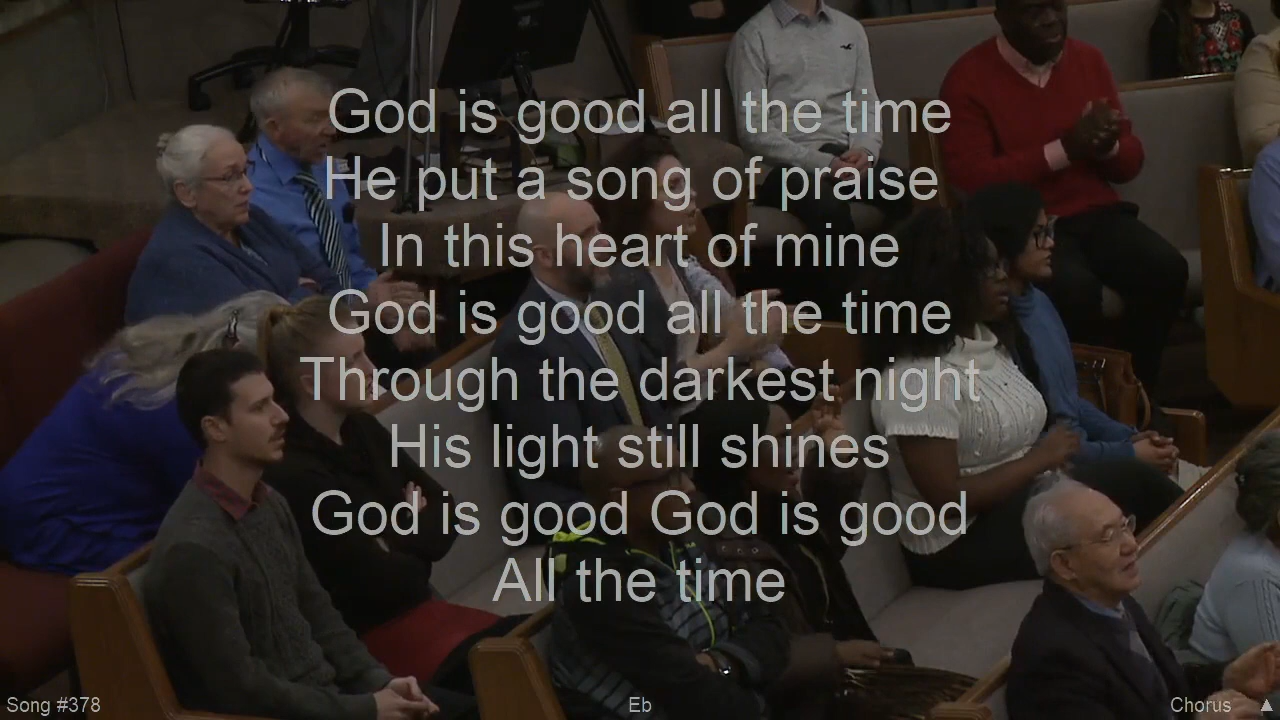 God is good all the time
He put a song of praise
In this heart of mine
God is good all the time
Through the darkest night
His light still shines
God is good God is good
All the time
Song #378
Eb
Chorus ▲